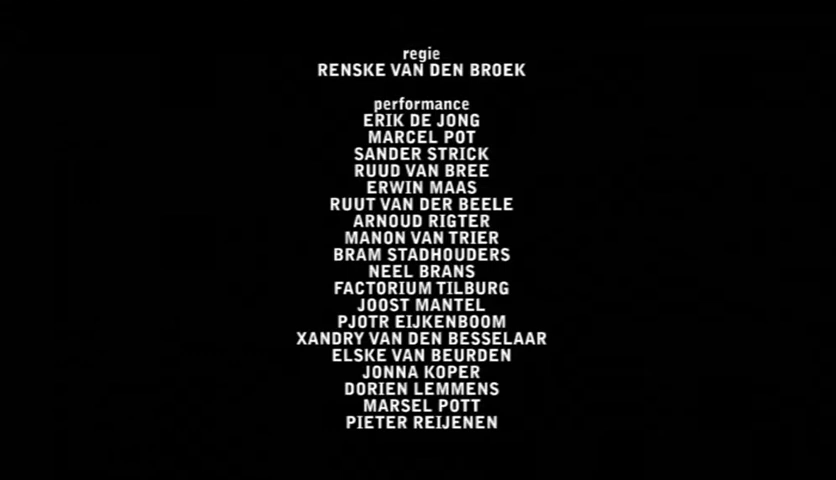 regie
RENSKE VAN DEN BROEK
performance
ERIK DE JONG
MARCEL POT
SANDER STRICK
RUUD VAN BREE
ERWIN MAAS
RUUT VAN DER BEELE
ARNOUD RIGTER
MANON VAN TRIER
BRAM STADHOUDERS
NEEL BRANS
FACTORIUM TILBURG
JOOST MANTEL
PJOTR EIJKENBOOM
XANDRY VAN DEN BESSELAAR
ELSKE VAN BEURDEN
JONNA KOPER
DORIEN LEMMENS
MARSEL POTT
PIETER REIJENEN